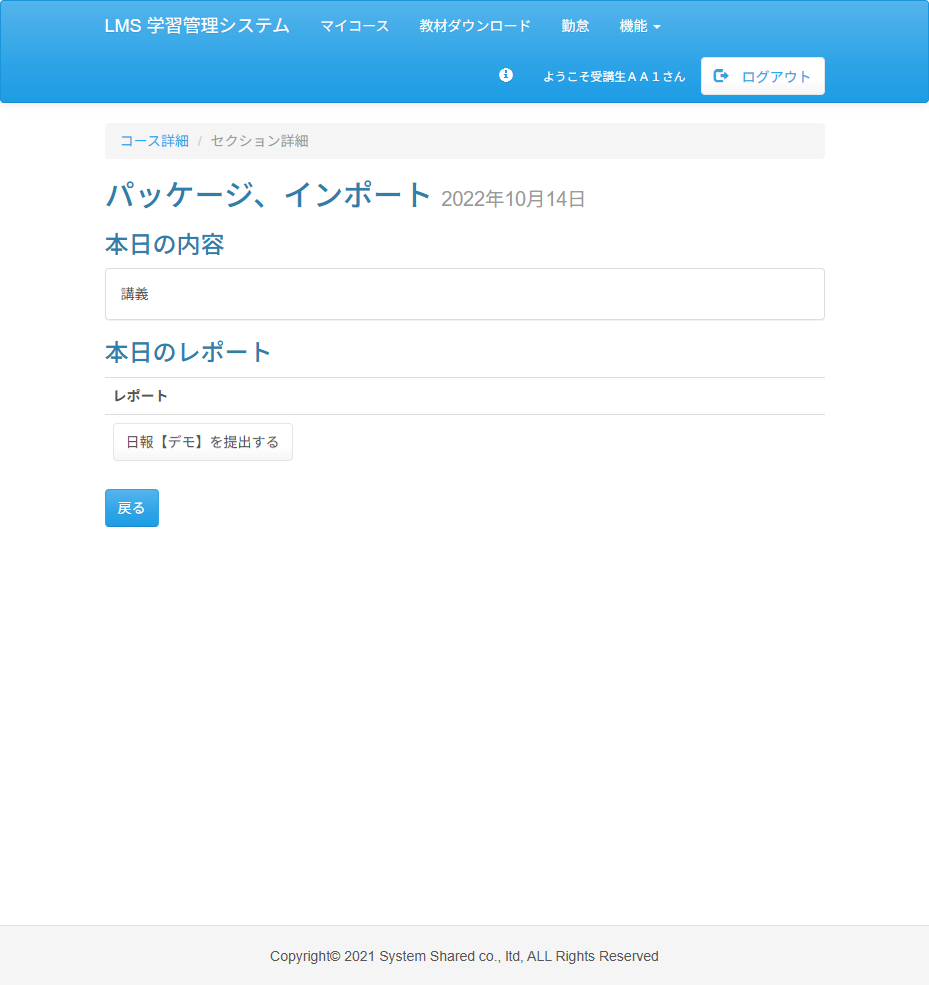 LMS 学習管理システム マイコース 教材ダウンロード 勤怠 機能
ようこそ受講生ＡＡ１さん ログアウト
コース詳細 / セクション詳細
パッケージ、インポート 2022年10月14日
本日の内容
講義
本日のレポート
レポート
日報【デモ】を提出する
戻る
Copyright© 2021 System Shared co., ltd, ALL Rights Reserved